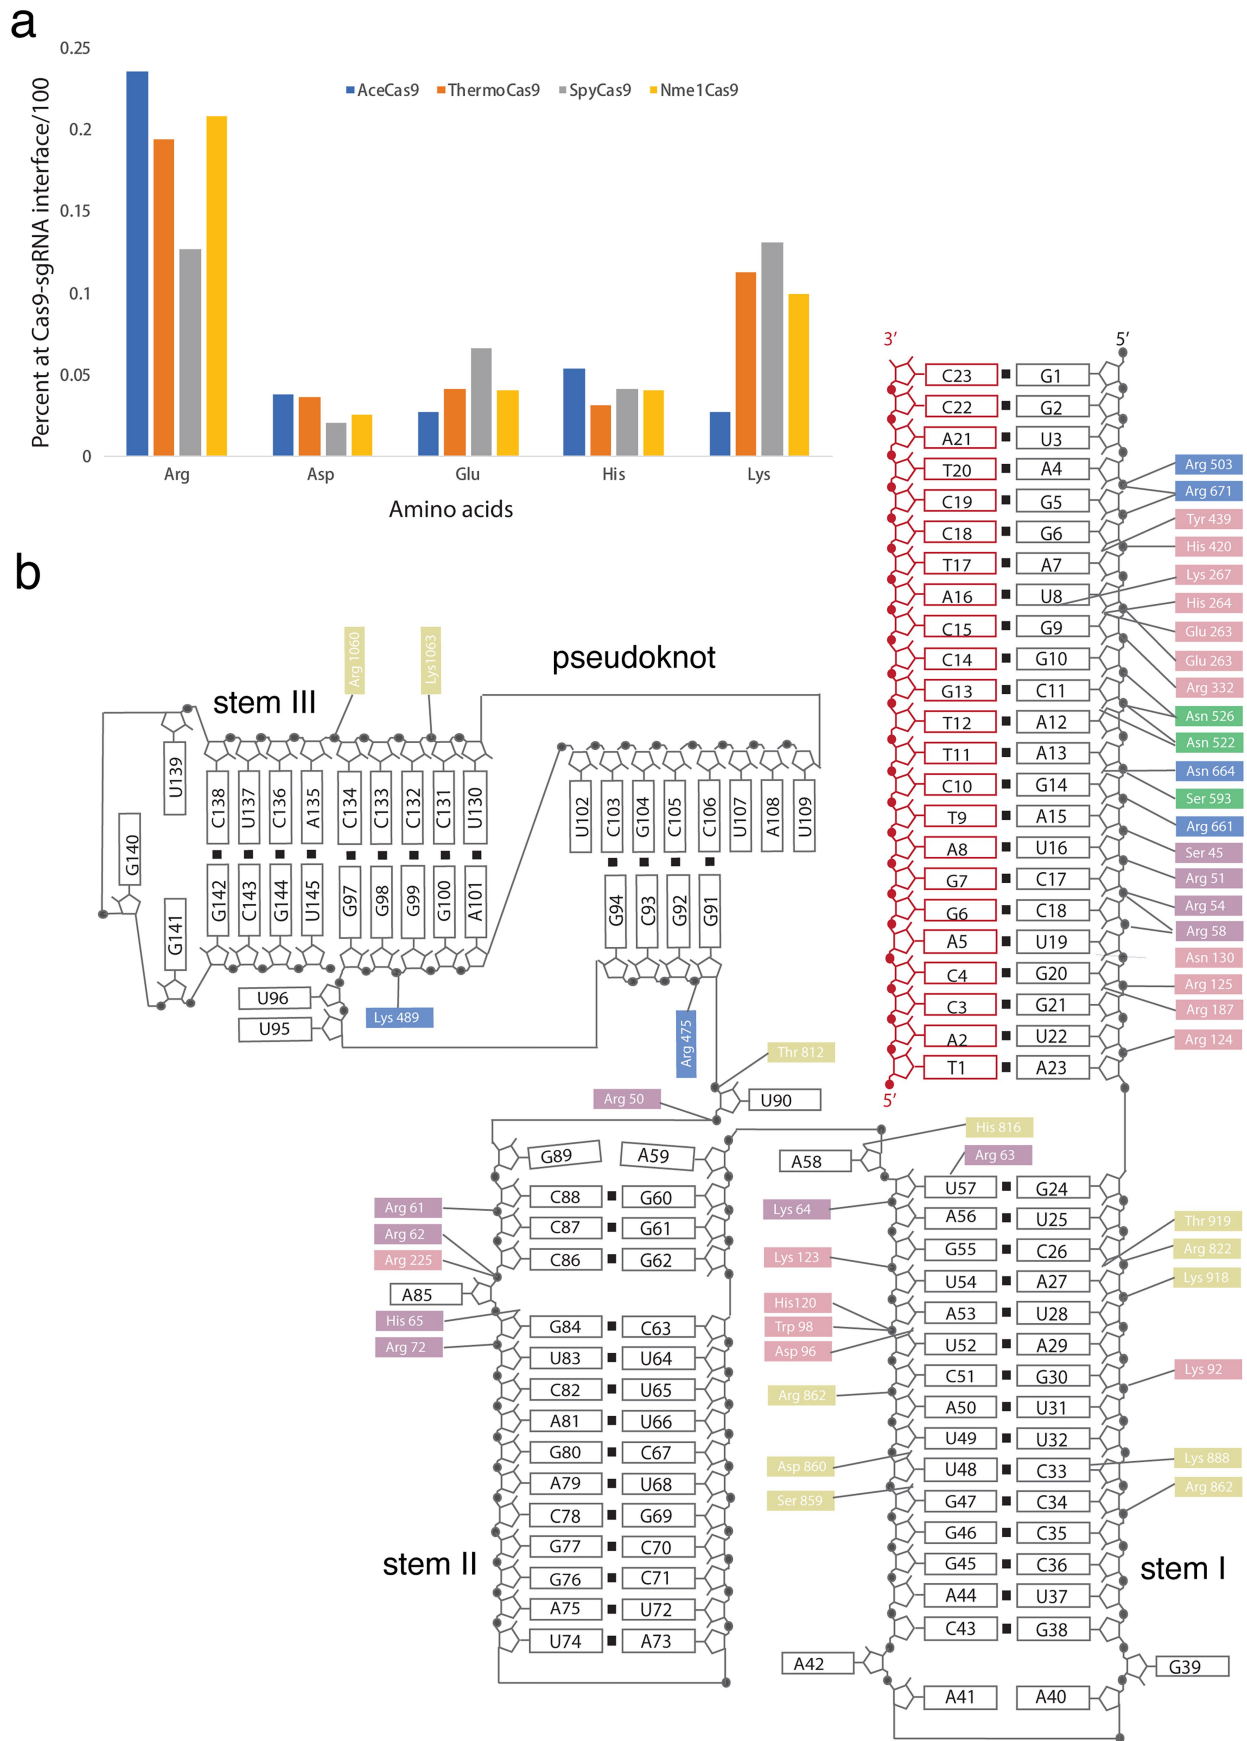 a
0.25
0.2
0.15
0.1
0.05
0
Percent at Cas9-sgRNA interface/100
AceCas9 ThermoCas9 SpyCas9 Nme1Cas9
Arg Asp Glu His Lys
Amino acids
b
stem III
pseudoknot
Arg 1060
Lys1063
U139
C138
U137
C136
A135
C134
C133
C132
C131
U130
G140
G141
G142
C143
G144
U145
G97
G98
G99
G100
A101
U102
C103
G104
C105
C106
U107
A108
U109
G94
C93
G92
G91
U96
U95
Lys 489
Arg 475
Thr 812
Arg 50
U90
3’ 5’
C23 G1
C22 G2
A21 U3
T20 A4
C19 G5
C18 G6
T17 A7
A16 U8
C15 G9
C14 G10
G13 C11
T12 A12
T11 A13
C10 G14
T9 A15
A8 U16
G7 C17
G6 C18
A5 U19
C4 G20
C3 G21
A2 U22
T1 A23
5’
Arg 503
Arg 671
Tyr 439
His 420
Lys 267
His 264
Glu 263
Glu 263
Arg 332
Asn 526
Asn 522
Asn 664
Ser 593
Arg 661
Ser 45
Arg 51
Arg 54
Arg 58
Asn 130
Arg 125
Arg 187
Arg 124
G89 A59
C88 G60
C87 G61
C86 G62
A85
G84 C63
U83 U64
C82 U65
A81 U66
G80 C67
A79 U68
C78 G69
G77 C70
G76 C71
A75 U72
U74 A73
Arg 61
Arg 62
Arg 225
His 65
Arg 72
stem II
His 816
A58
Arg 63
U57 G24
A56 U25
G55 C26
U54 A27
A53 U28
U52 A29
C51 G30
A50 U31
U49 U32
U48 C33
G47 C34
G46 C35
G45 C36
A44 U37
C43 G38
A42 G39
A41 A40
Lys 64
Lys 123
His120
Trp 98
Asp 96
Arg 862
Asp 860
Ser 859
Thr 919
Arg 822
Lys 918
Lys 92
Lys 888
Arg 862
stem I